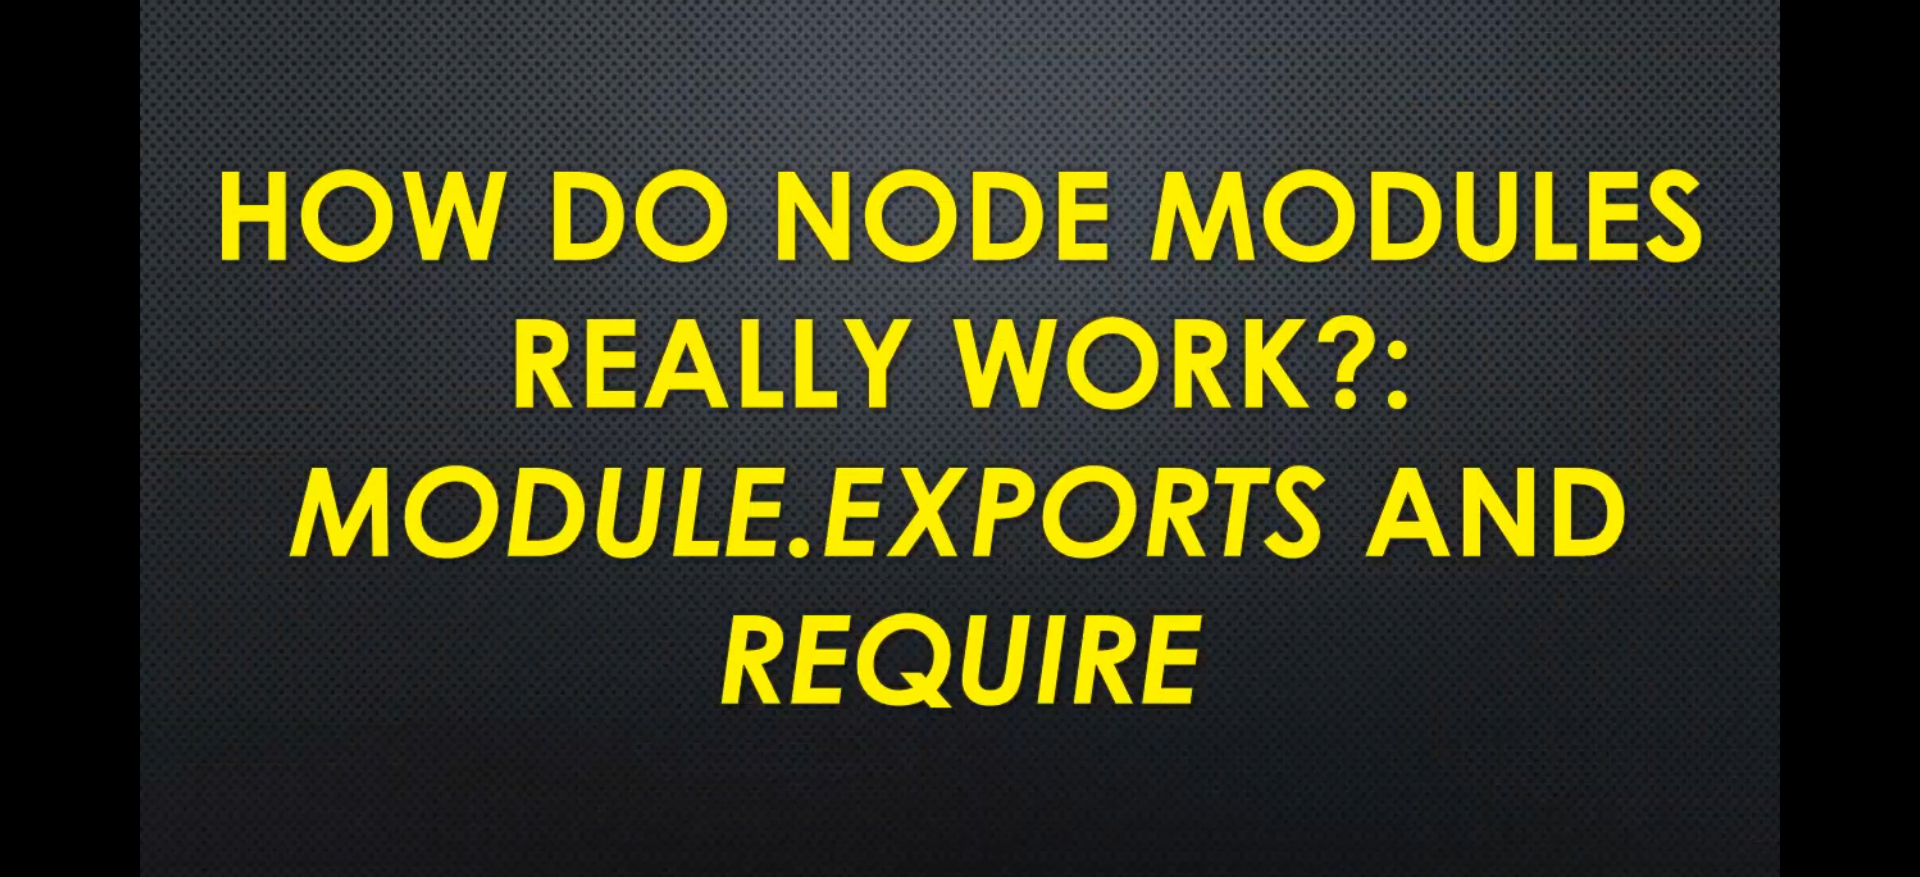 HOW DO NODE MODULES
REALLY WORK?:
MODULE.EXPORTS AND
REQUIRE